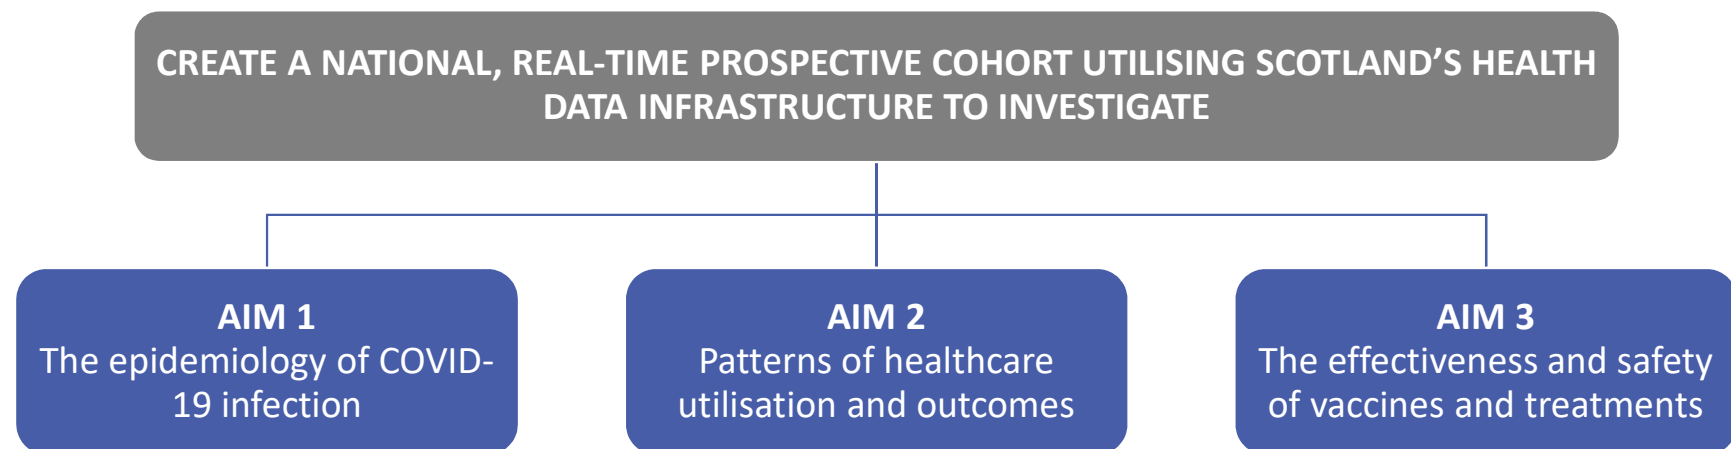 CREATE A NATIONAL, REAL-TIME PROSPECTIVE COHORT UTILISING SCOTLAND’S HEALTH
DATA INFRASTRUCTURE TO INVESTIGATE
AIM 1
The epidemiology of COVID-
19 infection
AIM 2
Patterns of healthcare
utilisation and outcomes
AIM 3
The effectiveness and safety
of vaccines and treatments